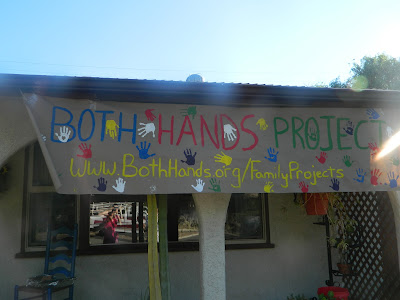 BOTH HANDS PROJECT
www.BothHands.org/FamilyProjects